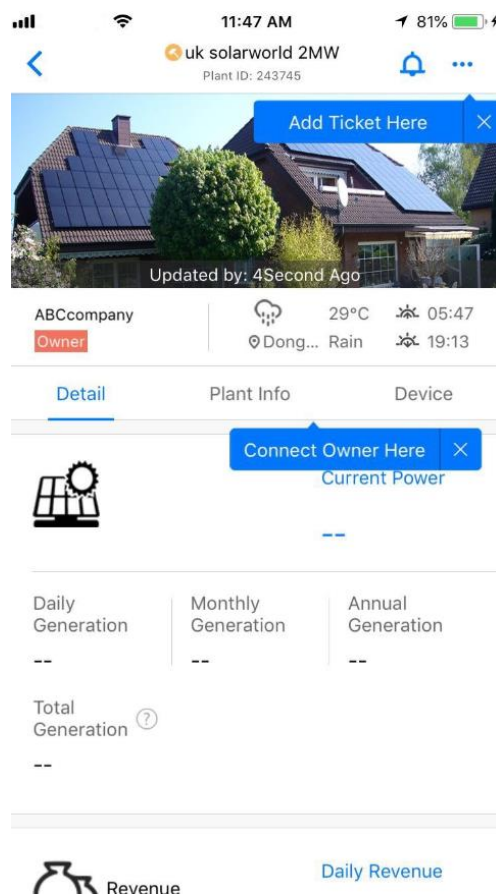 11:47 AM
81%
uk solarworld 2MW
Plant ID: 243745
Add Ticket Here
Updated by: 4Second Ago
ABCcompany
29°C
05:47
Owner
Dong... Rain
19:13
Detail
Plant Info
Device
Connect Owner Here
Current Power
--
Daily
Generation
Monthly
Generation
Annual
Generation
--
--
--
Total
Generation ?
--
Revenue
Daily Revenue